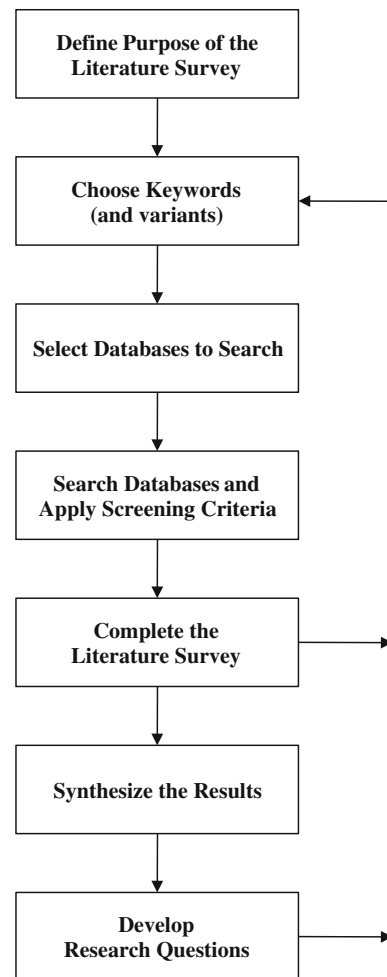 Define Purpose of the
Literature Survey
Choose Keywords
(and variants)
Select Databases to Search
Search Databases and
Apply Screening Criteria
Complete the
Literature Survey
Synthesize the Results
Develop
Research Questions